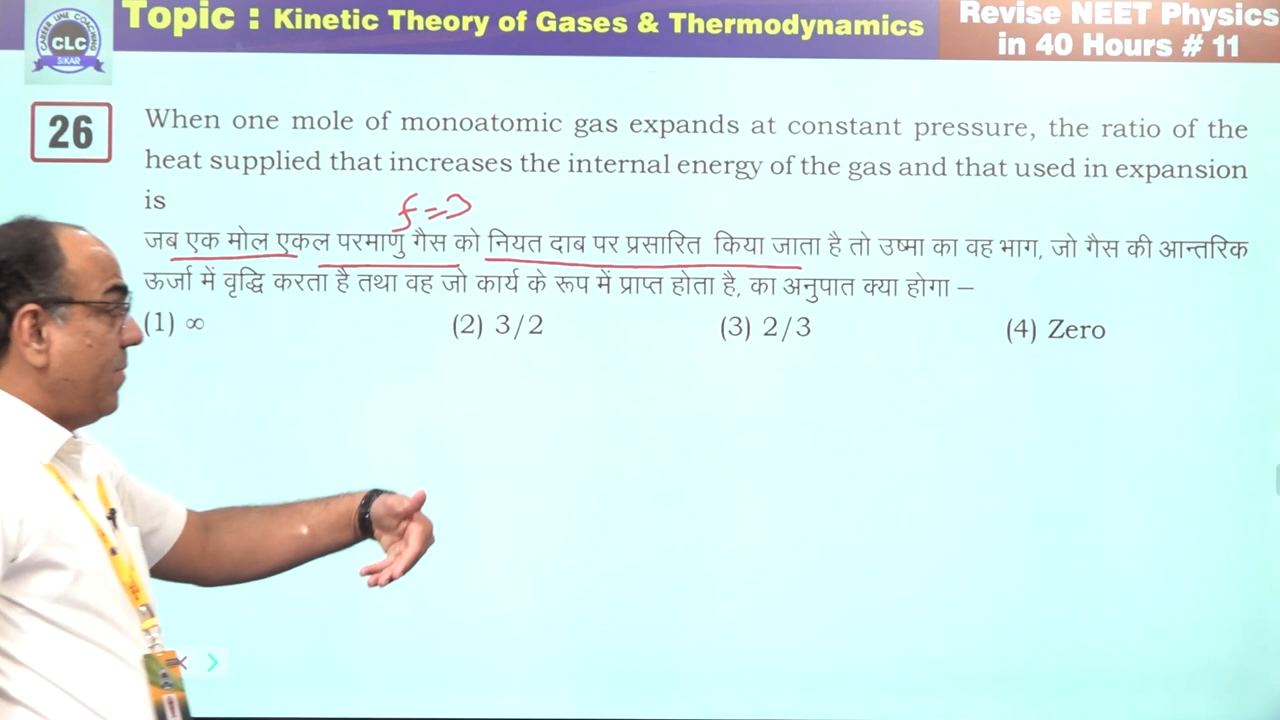 CAREER LINE COACHING
CLC
SIKAR
Topic : Kinetic Theory of Gases & Thermodynamics
Revise NEET Physics
in 40 Hours # 11
26
When one mole of monoatomic gas expands at constant pressure, the ratio of the
heat supplied that increases the internal energy of the gas and that used in expansion
is
f=3
जब एक मोल एकल परमाणु गैस को नियत दाब पर प्रसारित किया जाता है तो उष्मा का वह भाग, जो गैस की आन्तरिक
ऊर्जा में वृद्धि करता है तथा वह जो कार्य के रूप में प्राप्त होता है, का अनुपात क्या होगा –
(1) ∞ (2) 3/2 (3) 2/3 (4) Zero